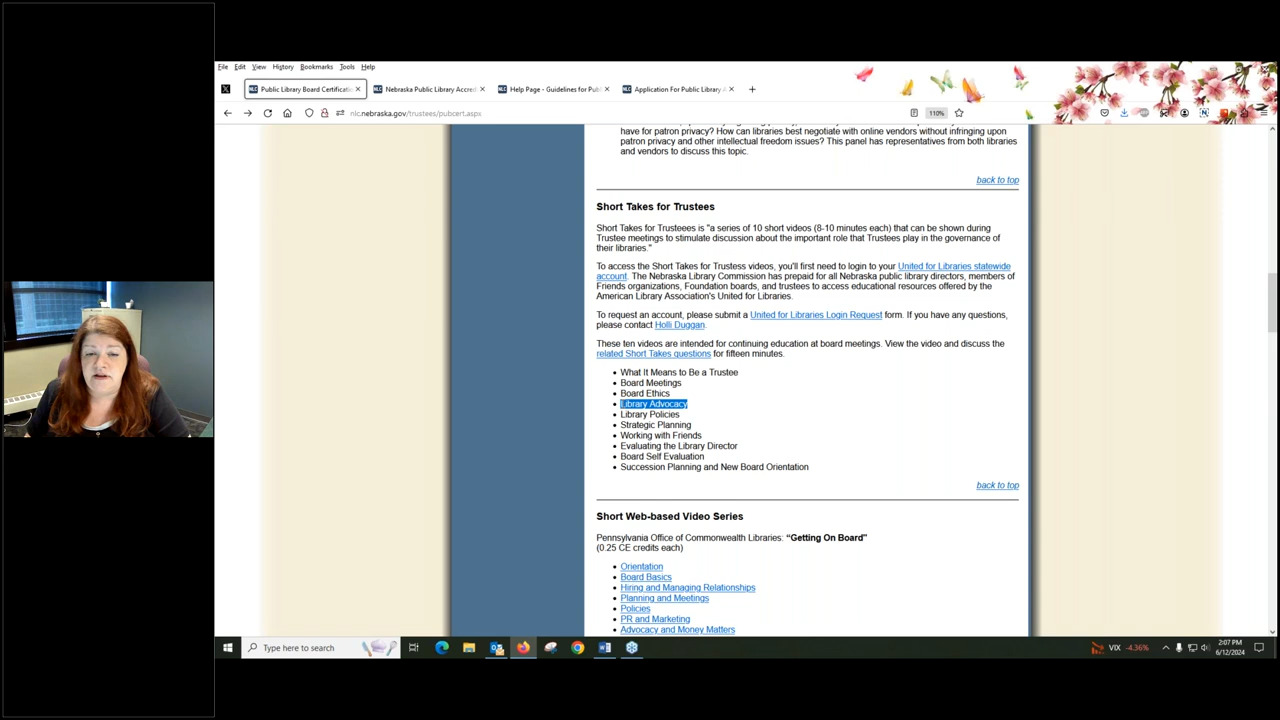 File Edit View History Bookmarks Tools Help
Public Library Board Certificatio
Nebraska Public Library Accred
Help Page - Guidelines for Publ
Application For Public Library A
nlc.nebraska.gov/trustees/pubcert.aspx
110%
have for patron privacy? How can libraries best negotiate with online vendors without infringing upon
patron privacy and other intellectual freedom issues? This panel has representatives from both libraries
and vendors to discuss this topic.
back to top
Short Takes for Trustees
Short Takes for Trusteees is "a series of 10 short videos (8-10 minutes each) that can be shown during
Trustee meetings to stimulate discussion about the important role that Trustees play in the governance of
their libraries."
To access the Short Takes for Trustess videos, you'll first need to login to your United for Libraries statewide
account. The Nebraska Library Commission has prepaid for all Nebraska public library directors, members of
Friends organizations, Foundation boards, and trustees to access educational resources offered by the
American Library Association's United for Libraries.
To request an account, please submit a United for Libraries Login Request form. If you have any questions,
please contact Holli Duggan.
These ten videos are intended for continuing education at board meetings. View the video and discuss the
related Short Takes questions for fifteen minutes.
• What It Means to Be a Trustee
• Board Meetings
• Board Ethics
• Library Advocacy
• Library Policies
• Strategic Planning
• Working with Friends
• Evaluating the Library Director
• Board Self Evaluation
• Succession Planning and New Board Orientation
back to top
Short Web-based Video Series
Pennsylvania Office of Commonwealth Libraries: “Getting On Board”
(0.25 CE credits each)
• Orientation
• Board Basics
• Hiring and Managing Relationships
• Planning and Meetings
• Policies
• PR and Marketing
• Advocacy and Money Matters
Type here to search
VIX -4.36%
2:07 PM
6/12/2024